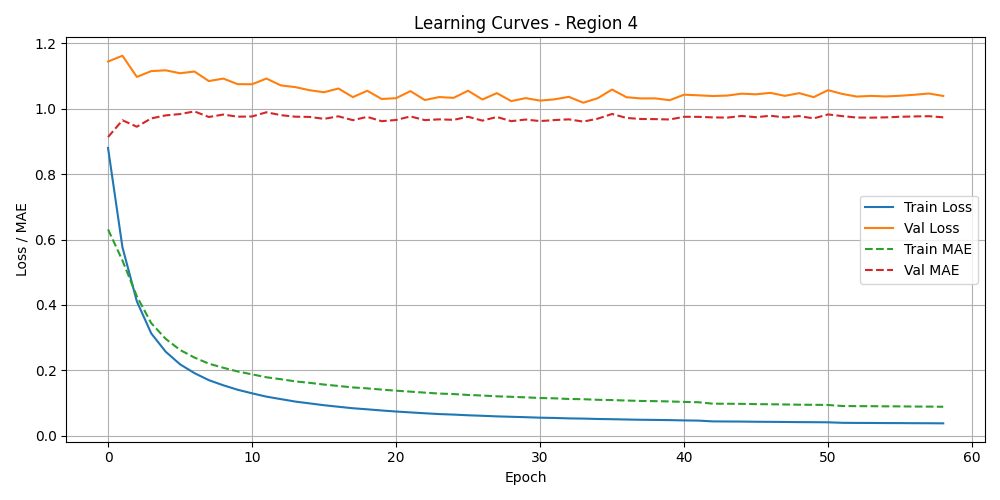 Learning Curves - Region 4
Loss / MAE
1.2
1.0
0.8
0.6
0.4
0.2
0.0
Train Loss
Val Loss
Train MAE
Val MAE
0
10
20
30
40
50
60
Epoch